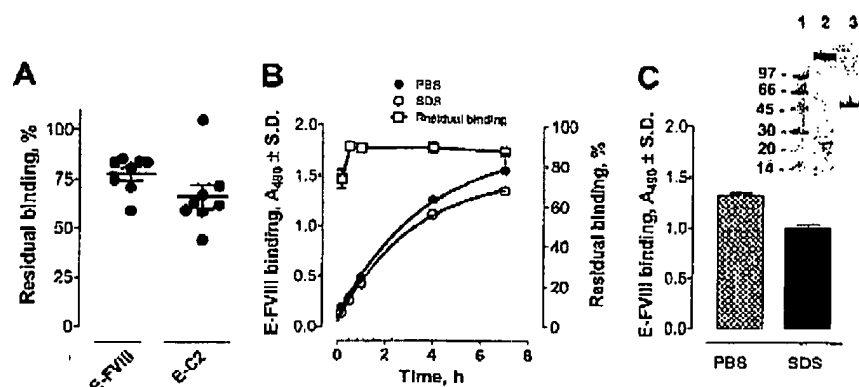 A
Residual binding, %
100
75
50
25
0
E-FVIII
E-C2
B
PBS
SDS
Residual binding
E-FVIII binding, A₄₉₀ ± S.D.
2.0
1.5
1.0
0.5
0.0
100
80
60
40
20
0
Residual binding, %
0 2 4 6 8
Time, h
C
1 2 3
97
66
45
30
20
14
E-FVIII binding, A₄₉₀ ± S.D.
2.0
1.5
1.0
0.5
0.0
PBS
SDS